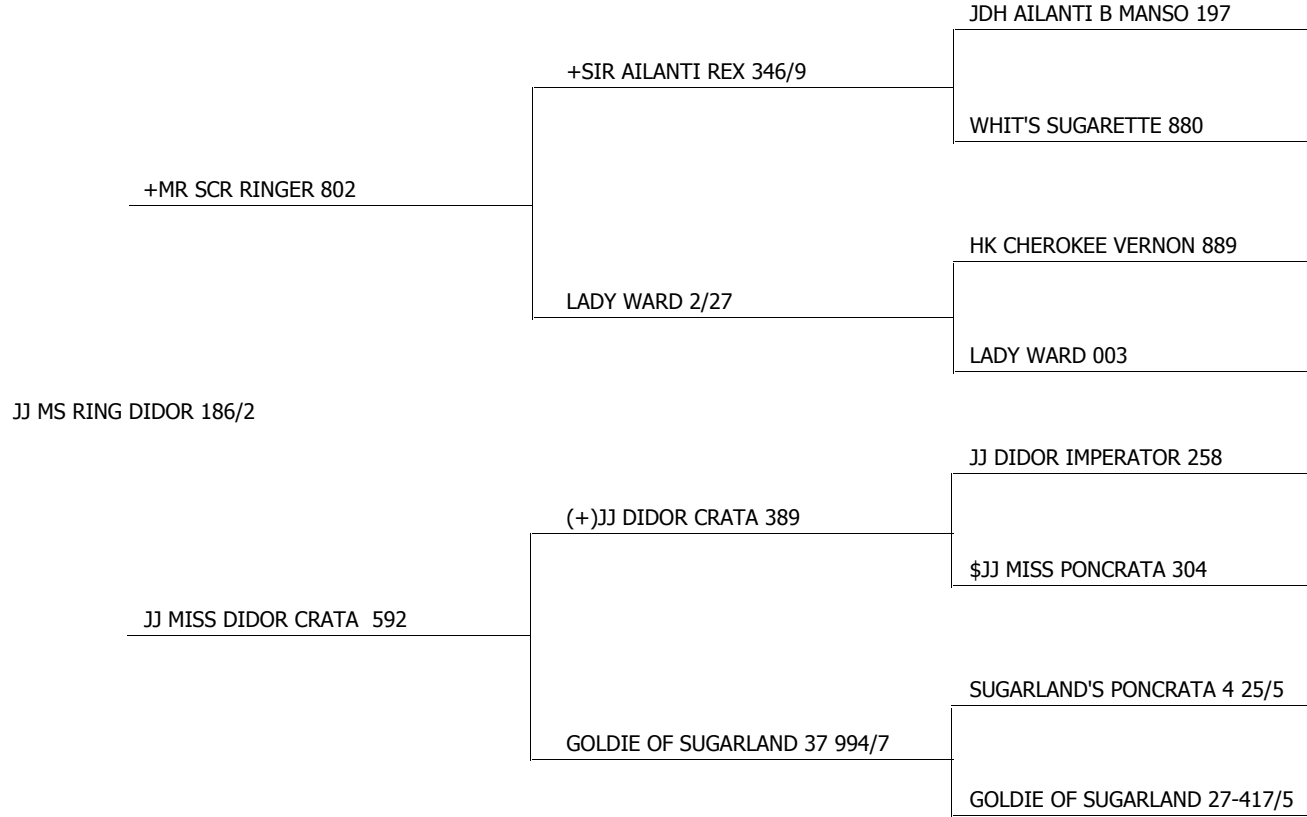 JDH AILANTI B MANSO 197
+SIR AILANTI REX 346/9
WHIT'S SUGARETTE 880
+MR SCR RINGER 802
HK CHEROKEE VERNON 889
LADY WARD 2/27
LADY WARD 003
JJ MS RING DIDOR 186/2
JJ DIDOR IMPERATOR 258
(+)JJ DIDOR CRATA 389
$JJ MISS PONCRATA 304
JJ MISS DIDOR CRATA  592
SUGARLAND'S PONCRATA 4 25/5
GOLDIE OF SUGARLAND 37 994/7
GOLDIE OF SUGARLAND 27-417/5